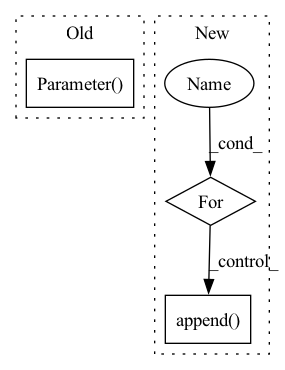 Old
New
Parameter()
Name
_cond_
For
_control_
append()